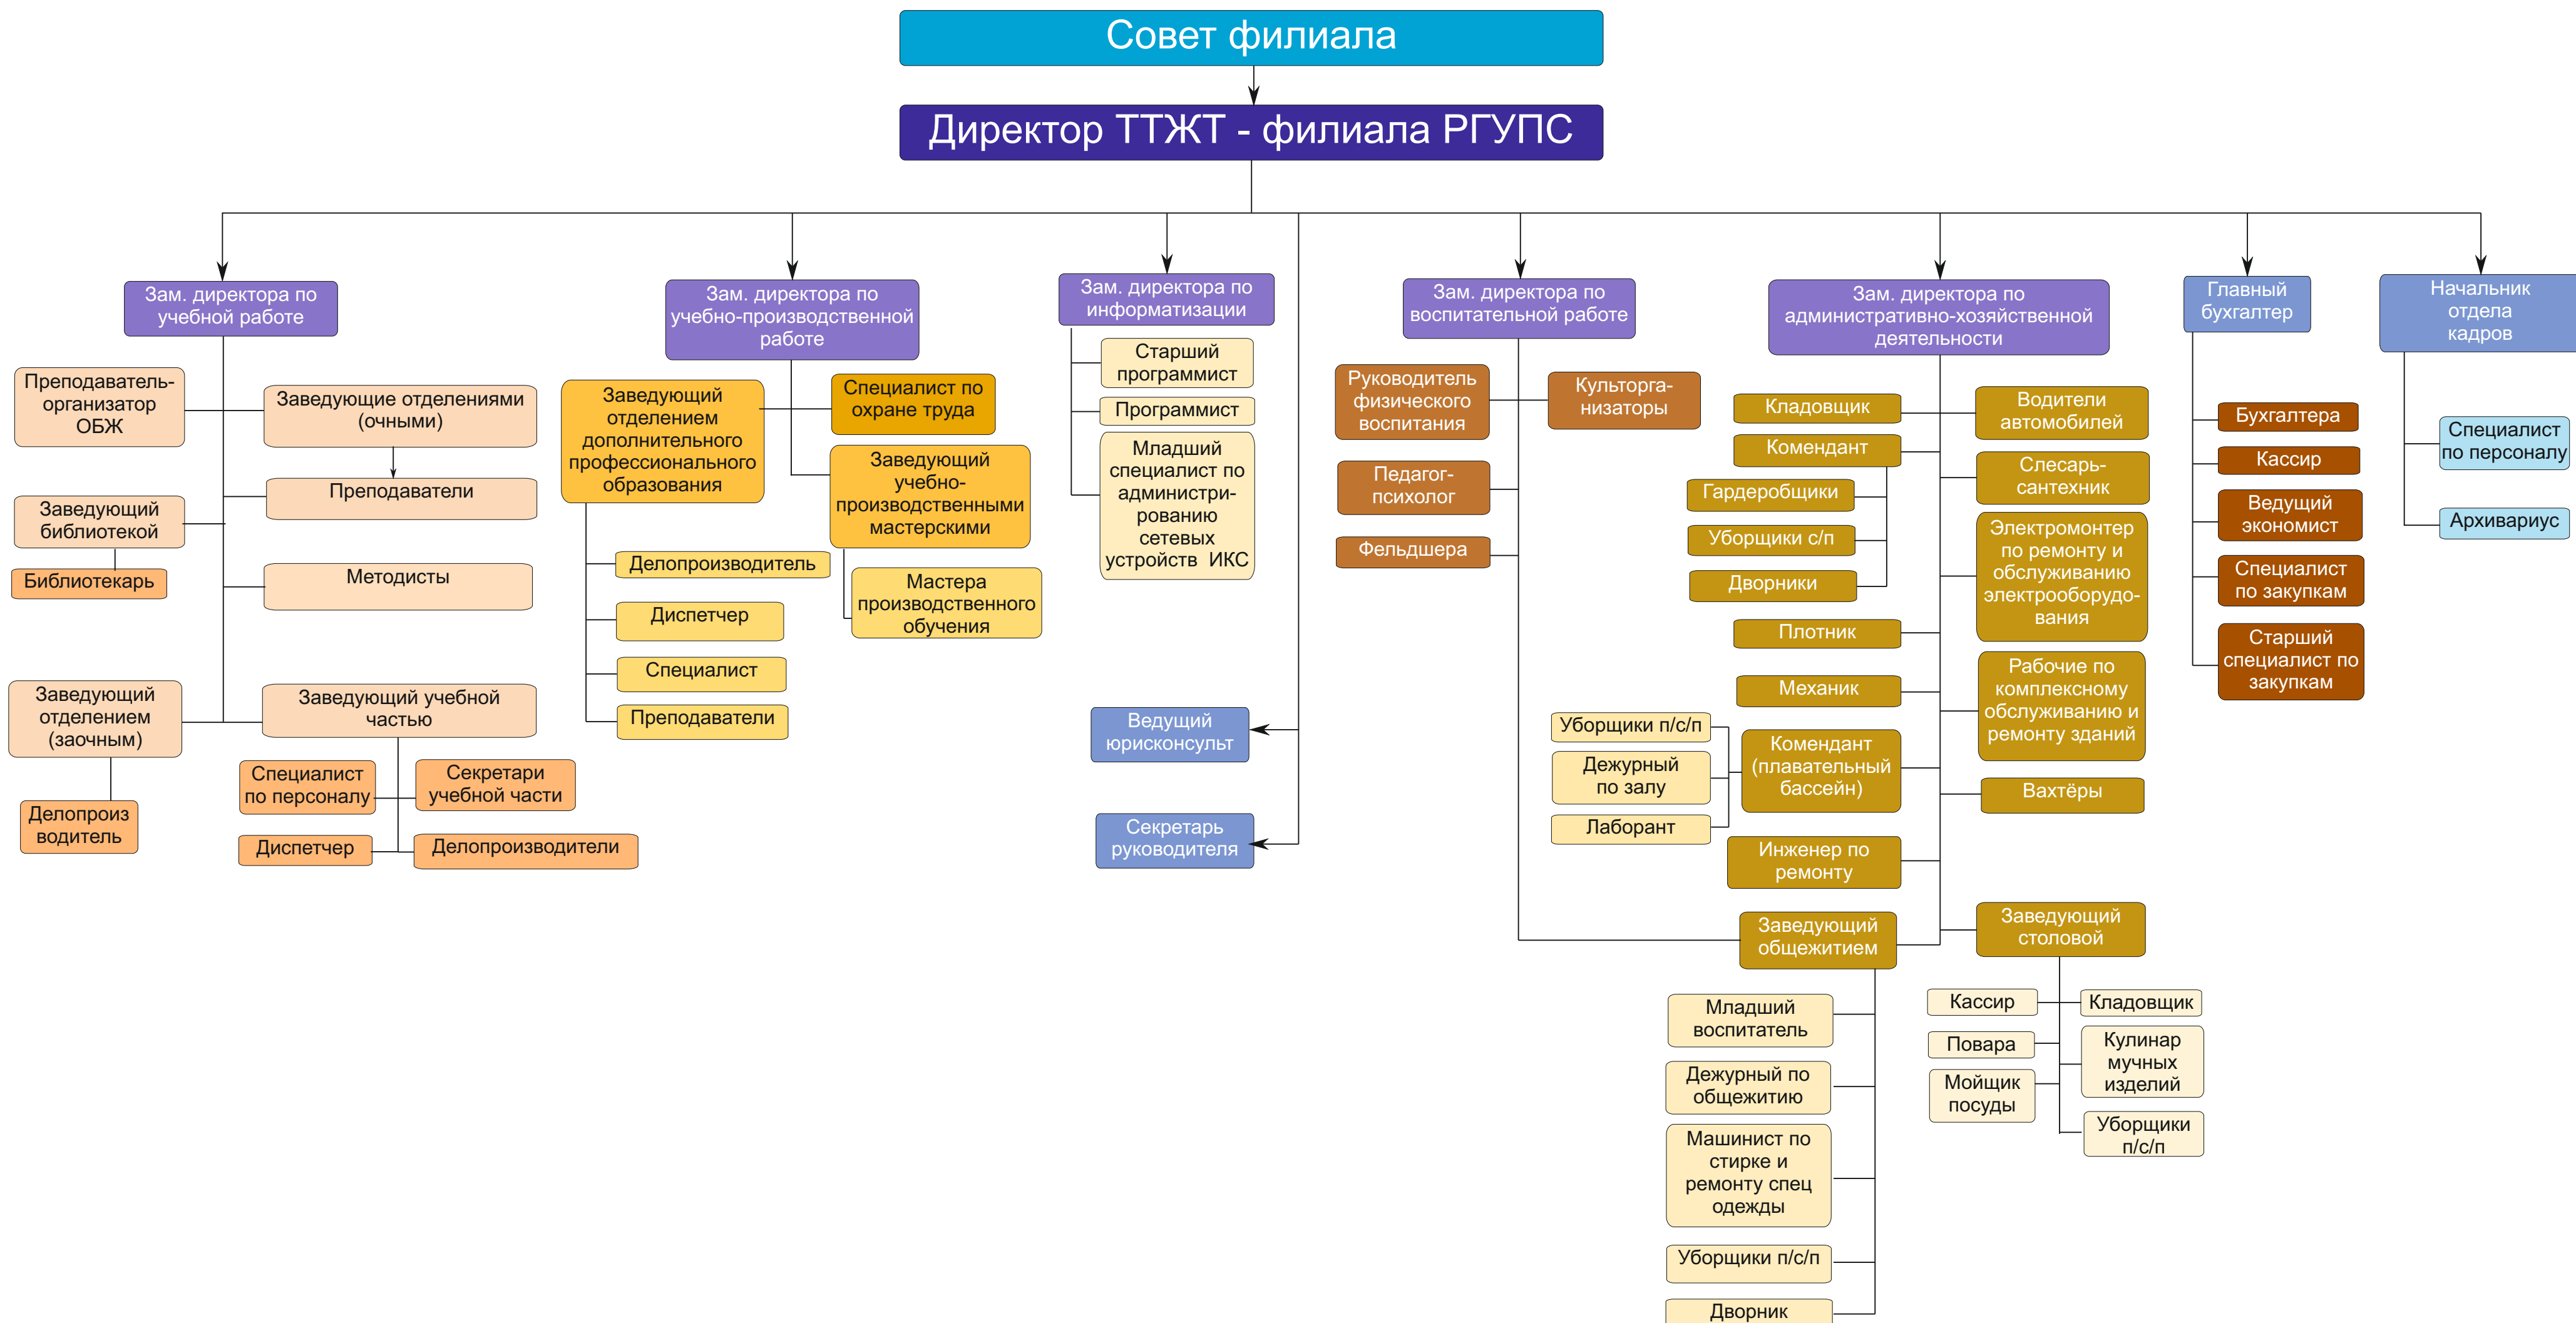 Совет филиала
Директор ТТЖТ - филиала РГУПС
Зам. директора по
учебной работе
Преподаватель-
организатор
ОБЖ
Заведующие отделениями
(очными)
Преподаватели
Заведующий
библиотекой
Библиотекарь
Методисты
Заведующий
отделением
(заочным)
Делопроиз
водитель
Заведующий учебной
частью
Специалист
по персоналу
Секретари
учебной части
Диспетчер
Делопроизводители
Зам. директора по
учебно-производственной
работе
Заведующий
отделением
дополнительного
профессионального
образования
Специалист по
охране труда
Заведующий
учебно-
производственными
мастерскими
Делопроизводитель
Диспетчер
Специалист
Преподаватели
Мастера
производственного
обучения
Зам. директора по
информатизации
Старший
программист
Программист
Младший
специалист по
администри-
рованию
сетевых
устройств ИКС
Ведущий
юрисконсульт
Секретарь
руководителя
Зам. директора по
воспитательной работе
Руководитель
физического
воспитания
Культорга-
низаторы
Педагог-
психолог
Фельдшера
Зам. директора по
административно-хозяйственной
деятельности
Кладовщик
Водители
автомобилей
Комендант
Слесарь-
сантехник
Гардеробщики
Уборщики с/п
Дворники
Электромонтер
по ремонту и
обслуживанию
электрооборудо-
вания
Плотник
Механик
Рабочие по
комплексному
обслуживанию и
ремонту зданий
Уборщики п/с/п
Дежурный
по залу
Лаборант
Комендант
(плавательный
бассейн)
Вахтёры
Инженер по
ремонту
Заведующий
общежитием
Заведующий
столовой
Младший
воспитатель
Дежурный по
общежитию
Машинист по
стирке и
ремонту спец
одежды
Уборщики п/с/п
Дворник
Кассир
Кладовщик
Повара
Кулинар
мучных
изделий
Мойщик
посуды
Уборщики
п/с/п
Главный
бухгалтер
Бухгалтера
Кассир
Ведущий
экономист
Специалист
по закупкам
Старший
специалист по
закупкам
Начальник
отдела
кадров
Специалист
по персоналу
Архивариус